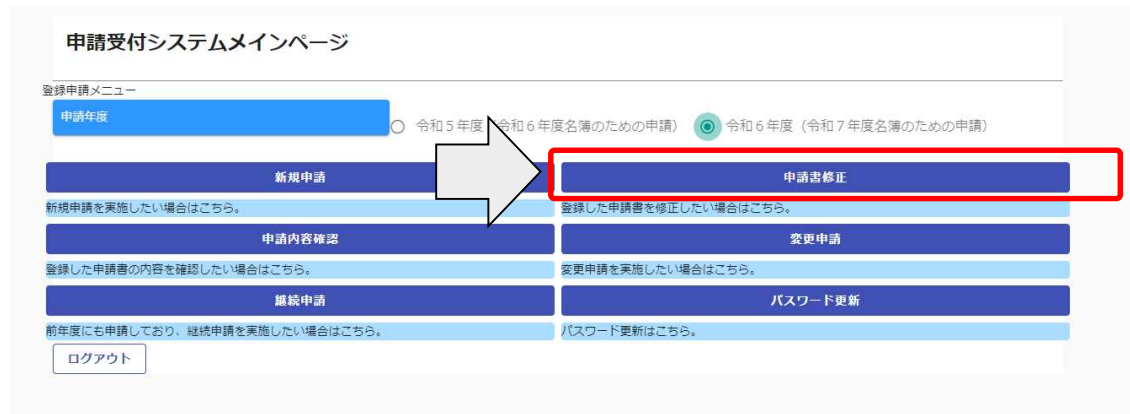 申請受付システムメインページ
登録申請メニュー
申請年度
令和5年度 令和6年度名簿のための申請） 令和6年度（令和7年度名簿のための申請）
新規申請 申請書修正
新規申請を実施したい場合はこちら。 登録した申請書を修正したい場合はこちら。
申請内容確認 変更申請
登録した申請書の内容を確認したい場合はこちら。 変更申請を実施したい場合はこちら。
継続申請 パスワード更新
前年度にも申請しており、継続申請を実施したい場合はこちら。 パスワード更新はこちら。
ログアウト